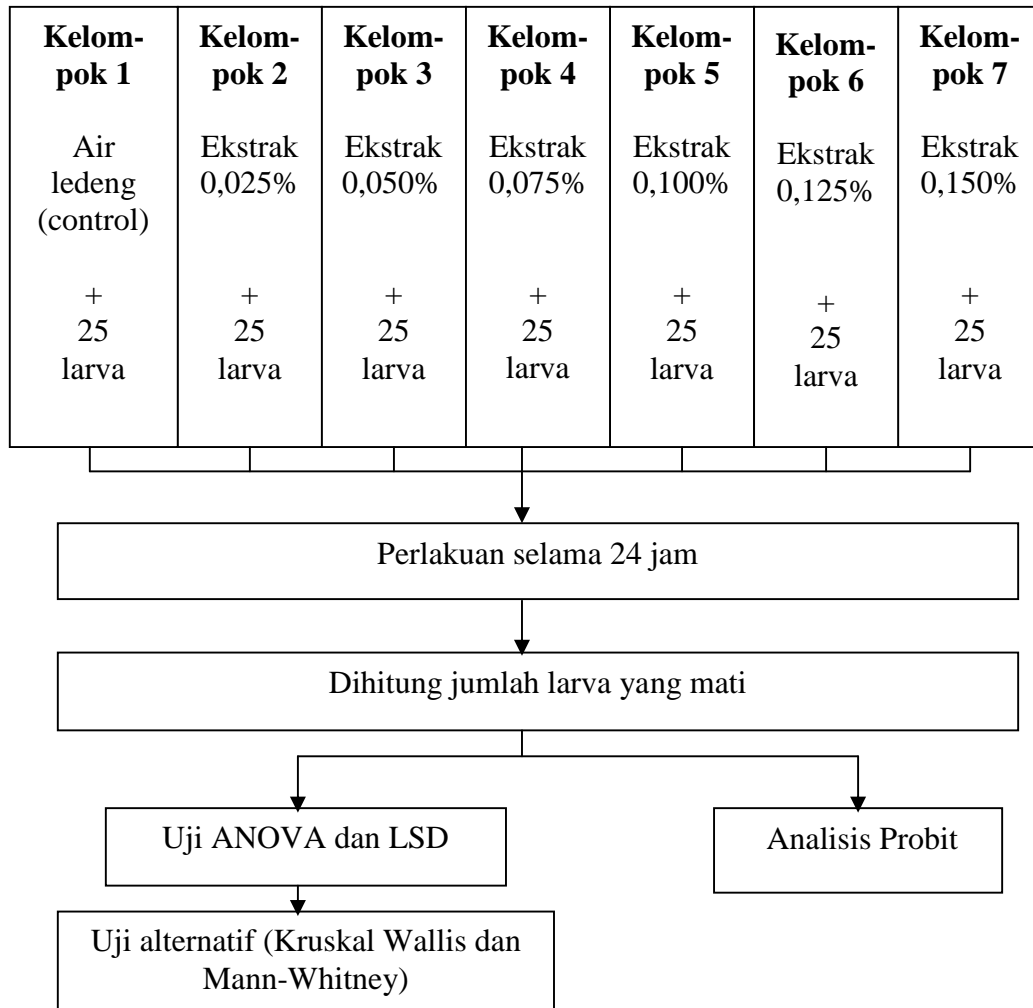 Kelom-
pok 1
Air
ledeng
(control)
+
25
larva
Kelom-
pok 2
Ekstrak
0,025%
+
25
larva
Kelom-
pok 3
Ekstrak
0,050%
+
25
larva
Kelom-
pok 4
Ekstrak
0,075%
+
25
larva
Kelom-
pok 5
Ekstrak
0,100%
+
25
larva
Kelom-
pok 6
Ekstrak
0,125%
+
25
larva
Kelom-
pok 7
Ekstrak
0,150%
+
25
larva
Perlakuan selama 24 jam
Dihitung jumlah larva yang mati
Uji ANOVA dan LSD
Analisis Probit
Uji alternatif (Kruskal Wallis dan
Mann-Whitney)